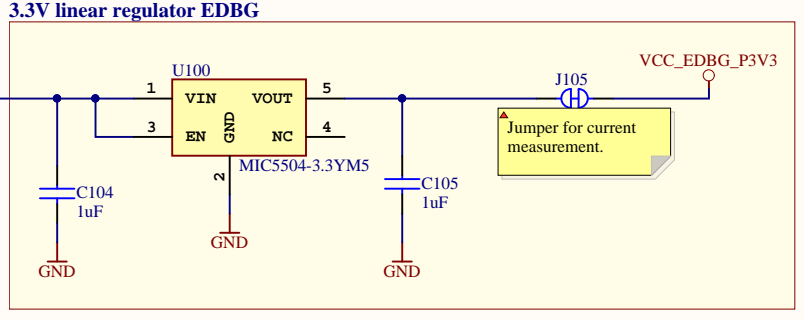 3.3V linear regulator EDBG
VCC_EDBG_P3V3
U100
J105
1
VIN
VOUT
5
3
EN
GND
NC
4
2
MIC5504-3.3YM5
Jumper for current
measurement.
C104
1uF
C105
1uF
GND
GND
GND